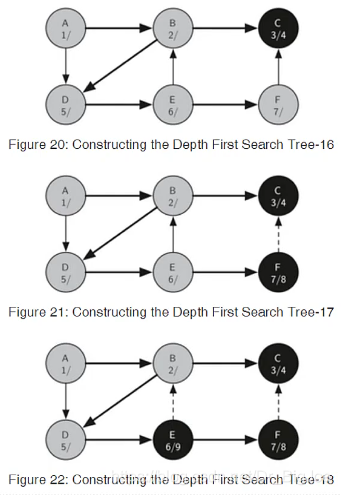 A
1/
B
2/
C
3/4
D
5/
E
6/
F
7/
Figure 20: Constructing the Depth First Search Tree-16
A
1/
B
2/
C
3/4
D
5/
E
6/
F
7/8
Figure 21: Constructing the Depth First Search Tree-17
A
1/
B
2/
C
3/4
D
5/
E
6/9
F
7/8
Figure 22: Constructing the Depth First Search Tree-18